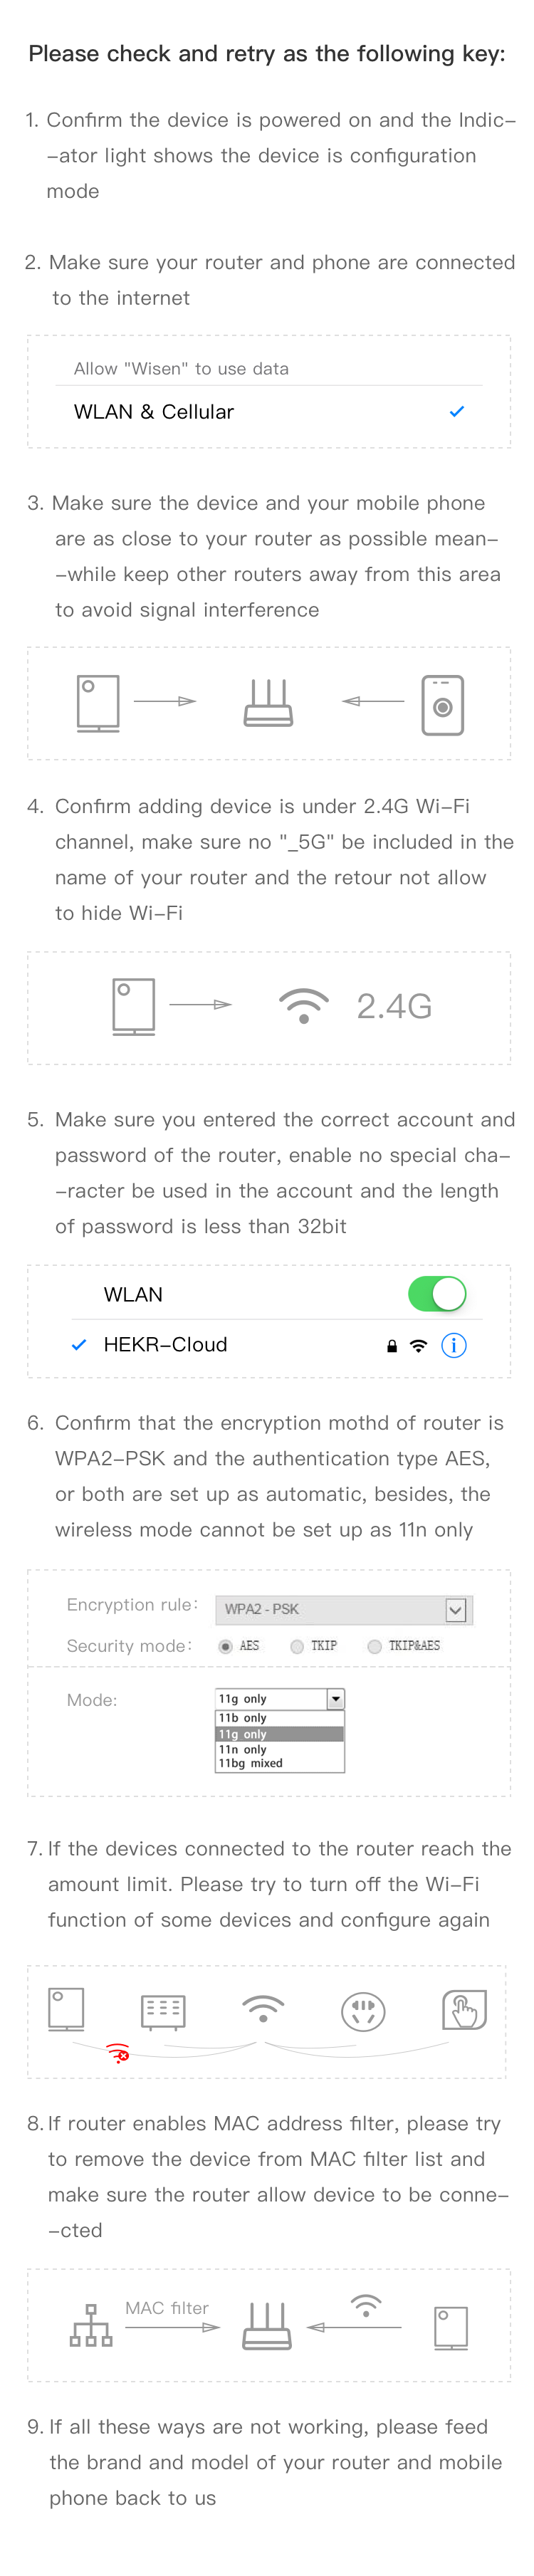 Please check and retry as the following key:
1. Confirm the device is powered on and the Indic-
-ator light shows the device is configuration
mode
2. Make sure your router and phone are connected
to the internet
Allow "Wisen" to use data
WLAN & Cellular
3. Make sure the device and your mobile phone
are as close to your router as possible mean-
-while keep other routers away from this area
to avoid signal interference
4. Confirm adding device is under 2.4G Wi-Fi
channel, make sure no "_5G" be included in the
name of your router and the retour not allow
to hide Wi-Fi
2.4G
5. Make sure you entered the correct account and
password of the router, enable no special cha-
-racter be used in the account and the length
of password is less than 32bit
WLAN
HEKR-Cloud
6. Confirm that the encryption mothd of router is
WPA2-PSK and the authentication type AES,
or both are set up as automatic, besides, the
wireless mode cannot be set up as 11n only
Encryption rule: WPA2 - PSK
Security mode: AES TKIP TKIP&AES
Mode: 11g only
11b only
11g only
11n only
11bg mixed
7. If the devices connected to the router reach the
amount limit. Please try to turn off the Wi-Fi
function of some devices and configure again
8. If router enables MAC address filter, please try
to remove the device from MAC filter list and
make sure the router allow device to be conne-
-cted
MAC filter
9. If all these ways are not working, please feed
the brand and model of your router and mobile
phone back to us